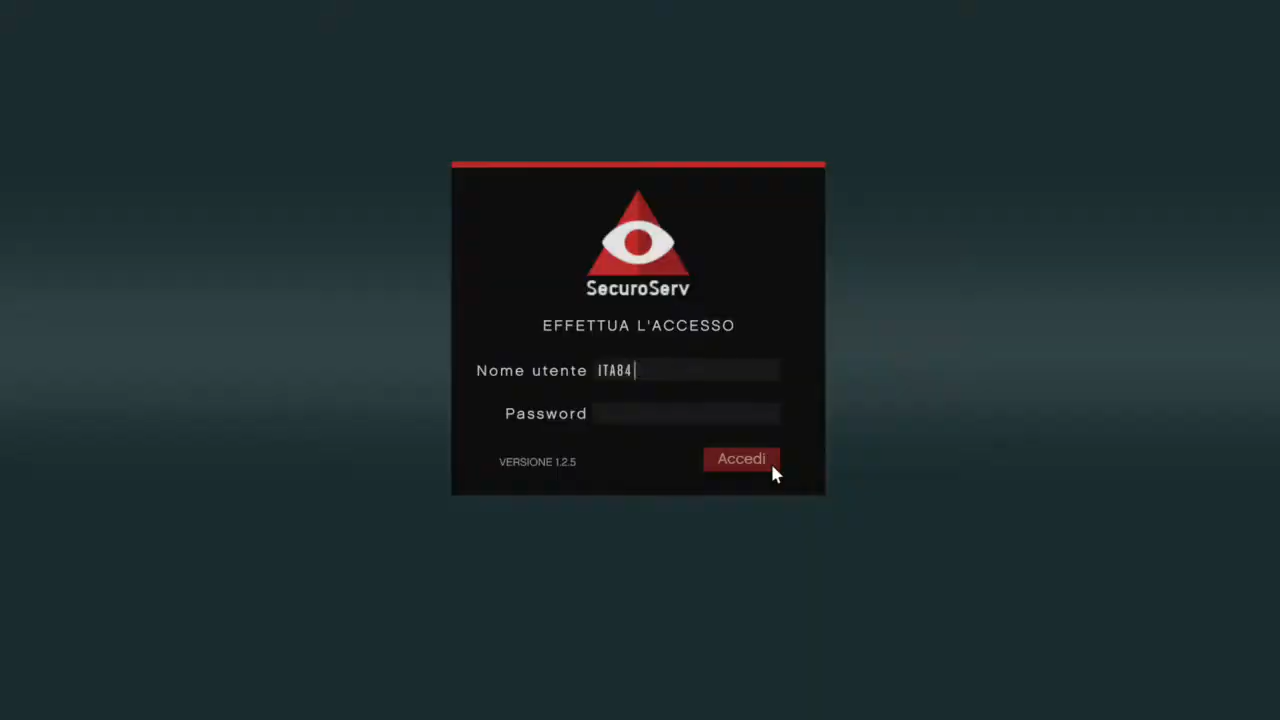 SecuroServ
EFFETTUA L'ACCESSO
Nome utente ITA84
Password
VERSIONE 1.2.5 Accedi